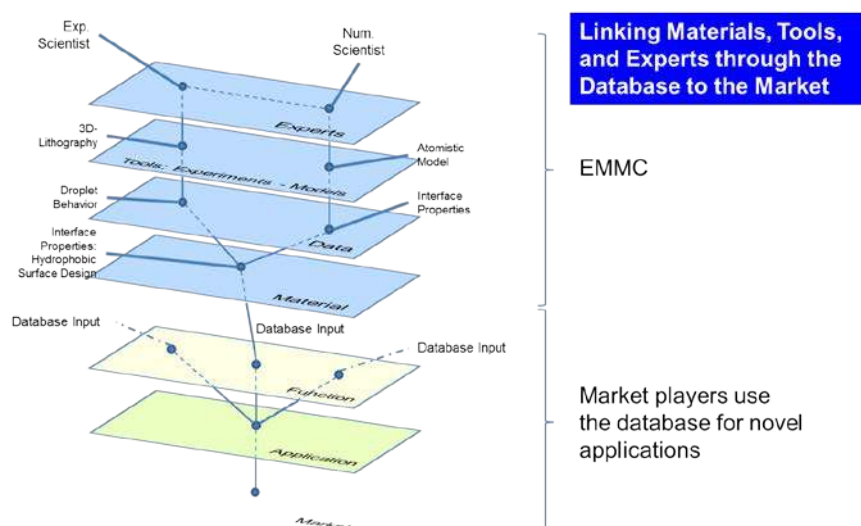 Exp.
Scientist
Num.
Scientist
Linking Materials, Tools,
and Experts through the
Database to the Market
Experts
3D-
Lithography
Atomistic
Model
Tools: Experiments - Models
EMMC
Droplet
Behavior
Interface
Properties
Data
Interface
Properties:
Hydrophobic
Surface Design
Material
Database Input
Database Input
Database Input
Function
Market players use
the database for novel
applications
Application